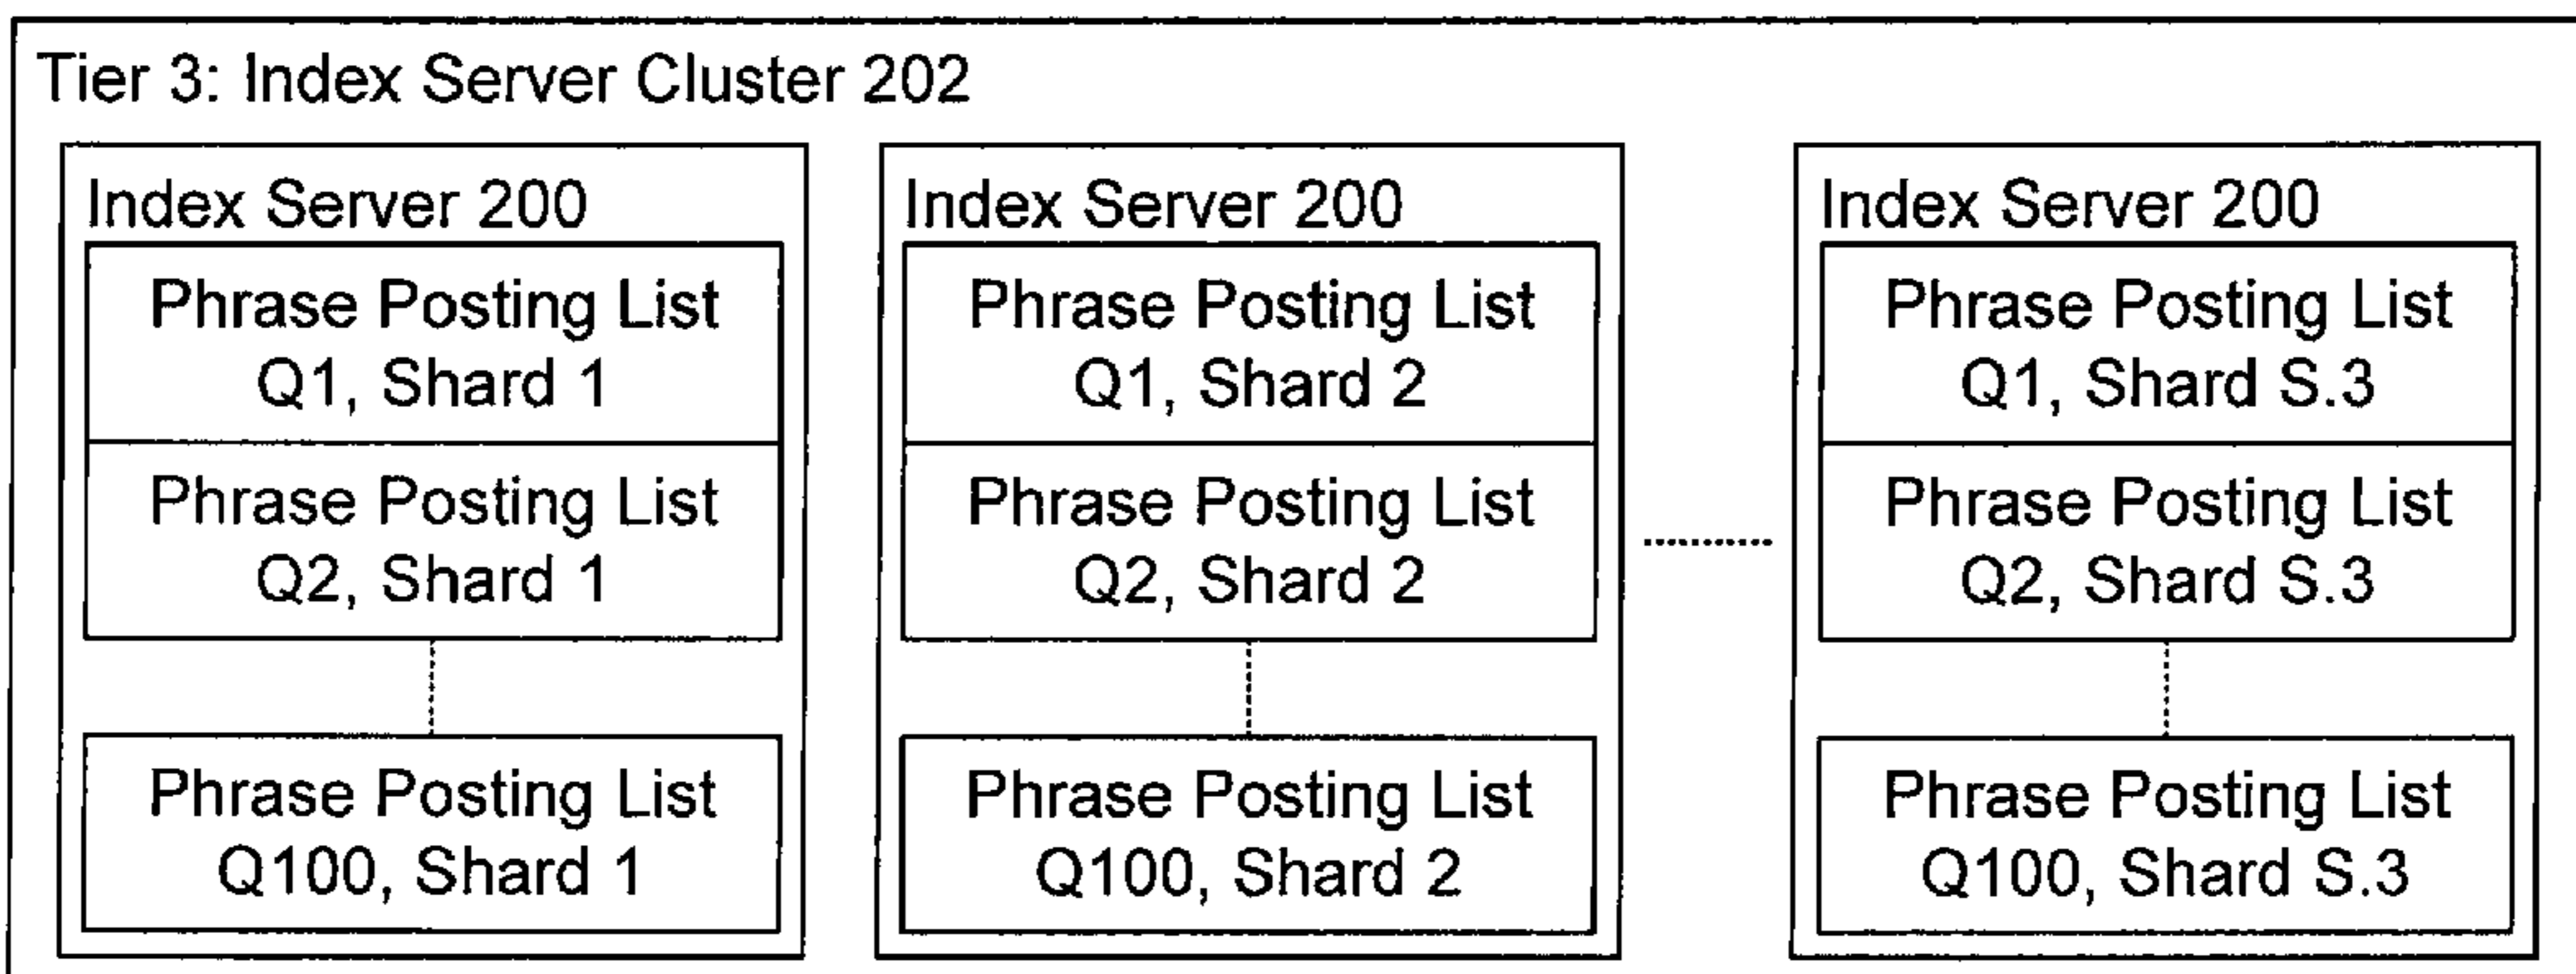 Tier 3: Index Server Cluster 202
Index Server 200
Phrase Posting List
Q1, Shard 1
Phrase Posting List
Q2, Shard 1
Phrase Posting List
Q100, Shard 1
Index Server 200
Phrase Posting List
Q1, Shard 2
Phrase Posting List
Q2, Shard 2
Phrase Posting List
Q100, Shard 2
Index Server 200
Phrase Posting List
Q1, Shard S.3
Phrase Posting List
Q2, Shard S.3
Phrase Posting List
Q100, Shard S.3